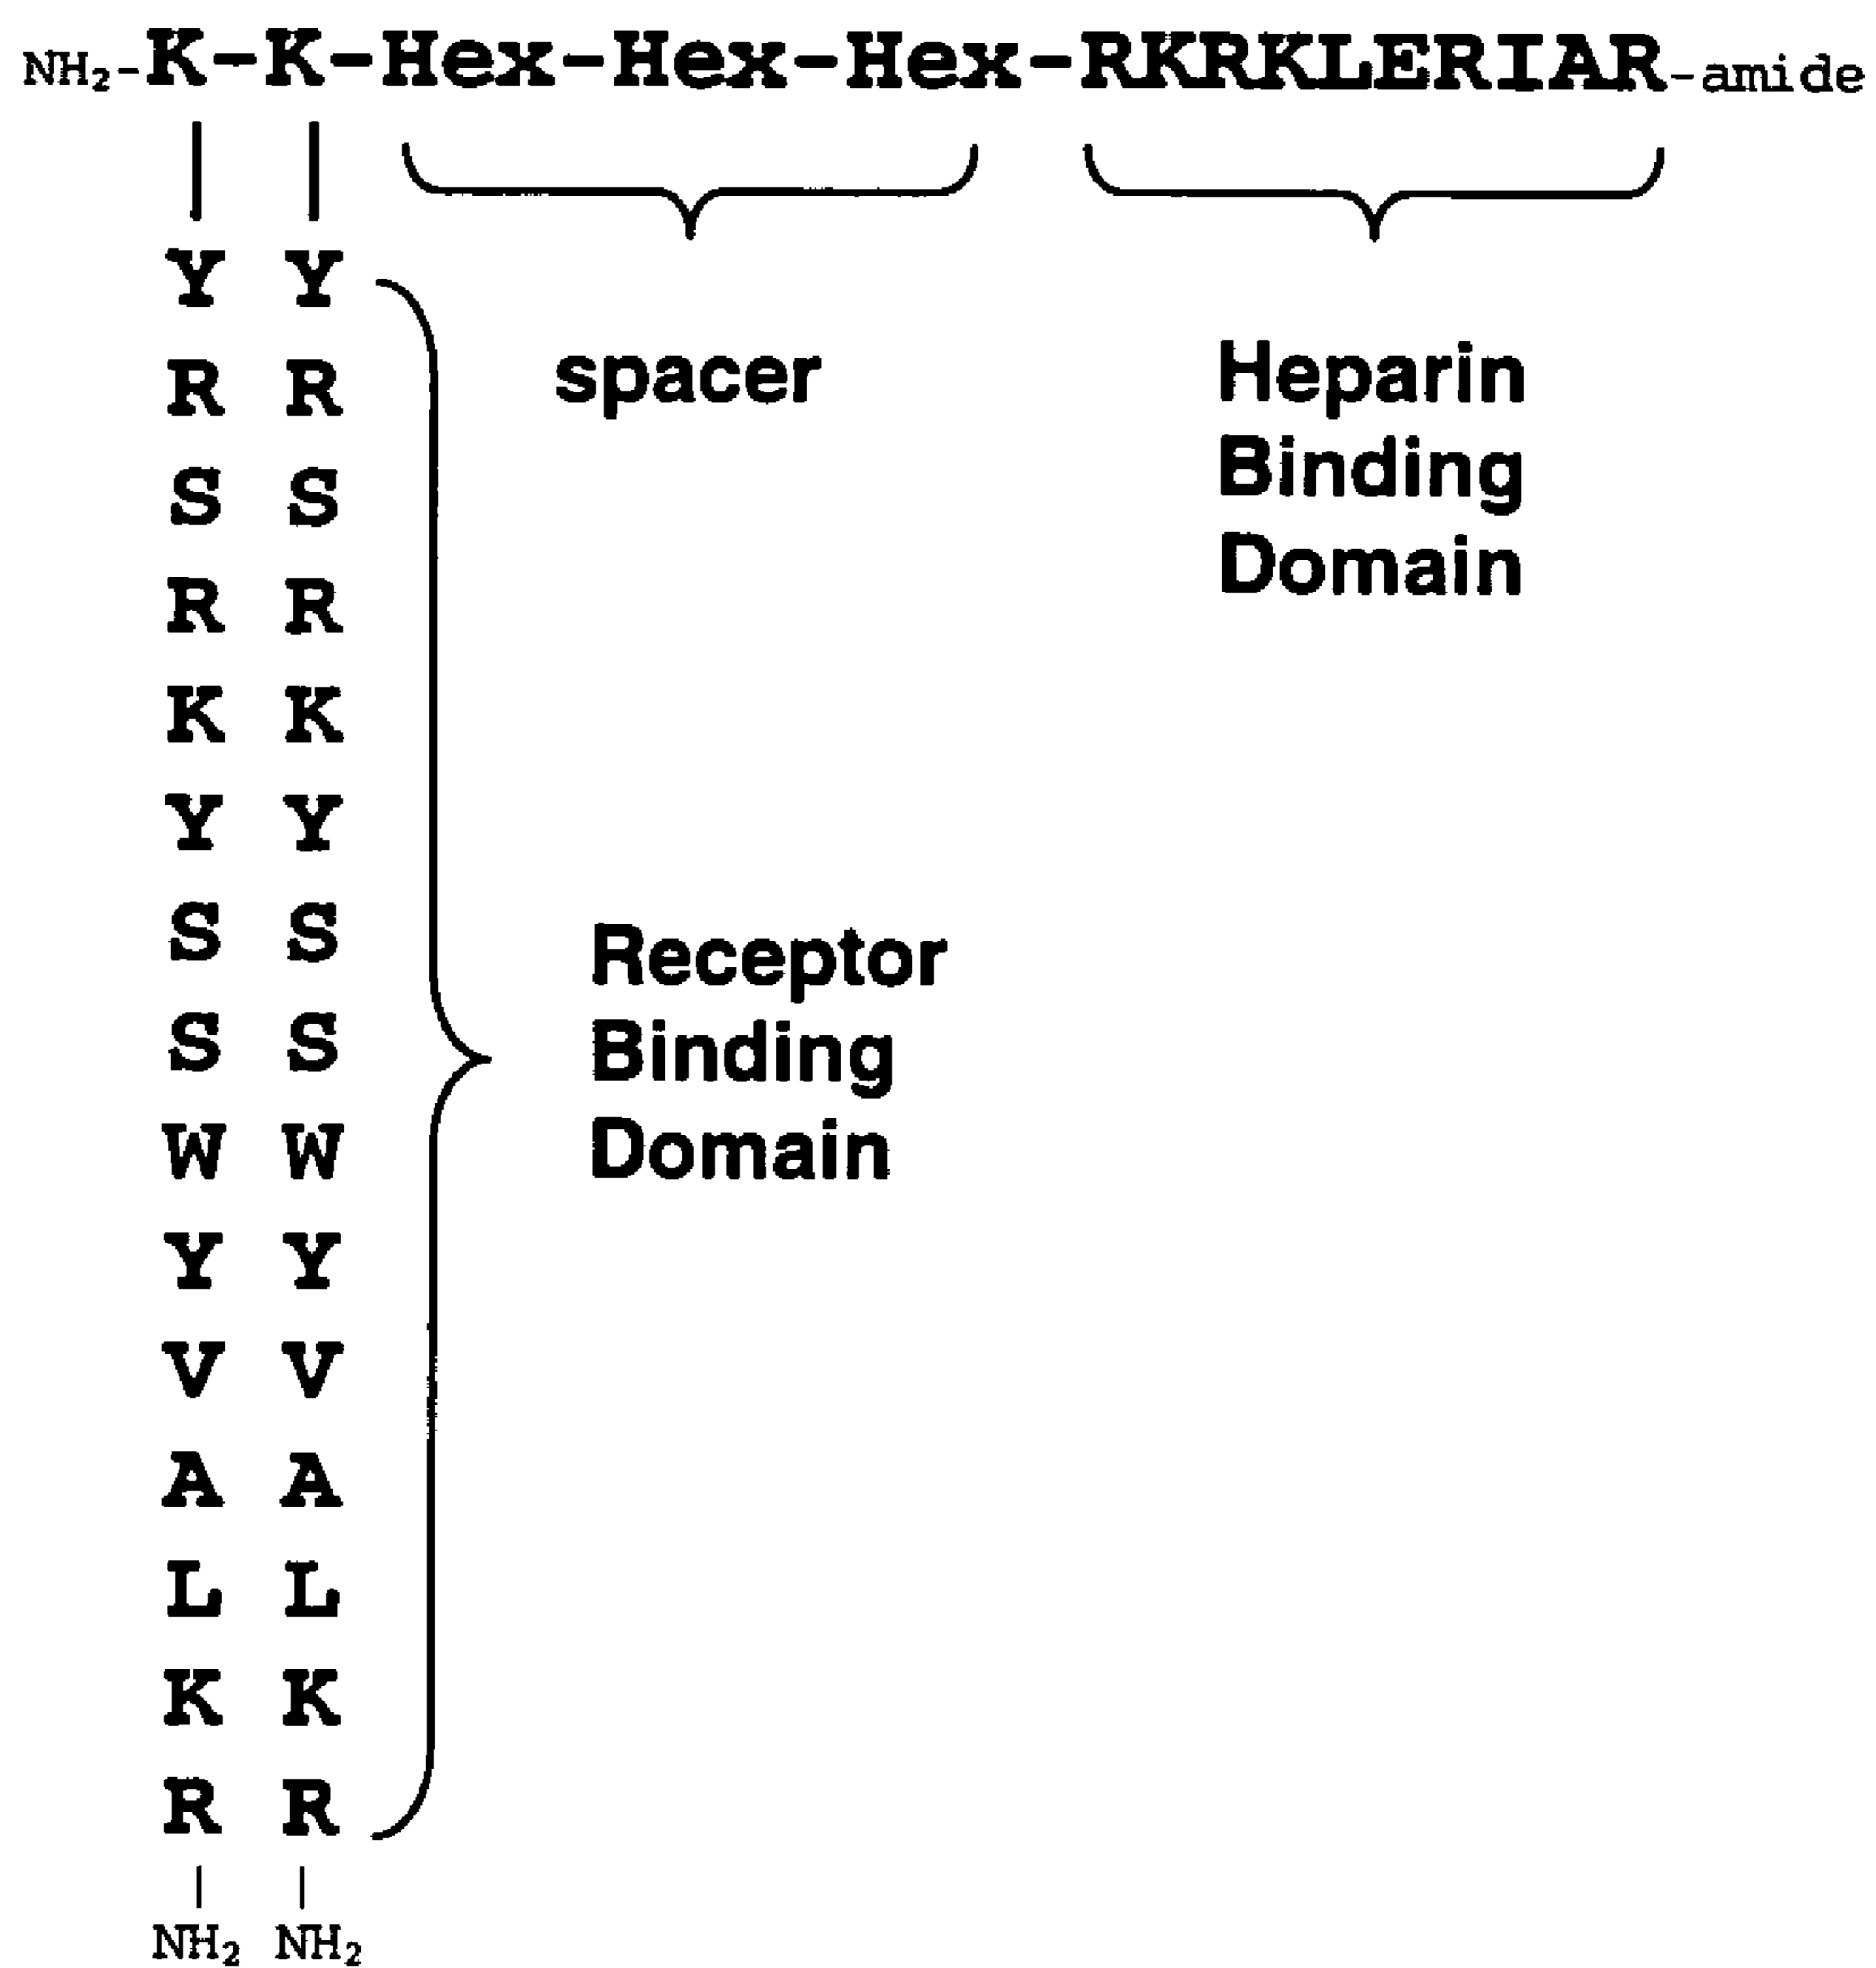 NH2-K-K-Hex-Hex-Hex-RKRKLERIAR-amide
Y Y
R R
spacer
Heparin
Binding
Domain
S S
R R
K K
Y Y
S S
Receptor
Binding
Domain
S S
W W
Y Y
V V
A A
L L
K K
R R
NH2 NH2